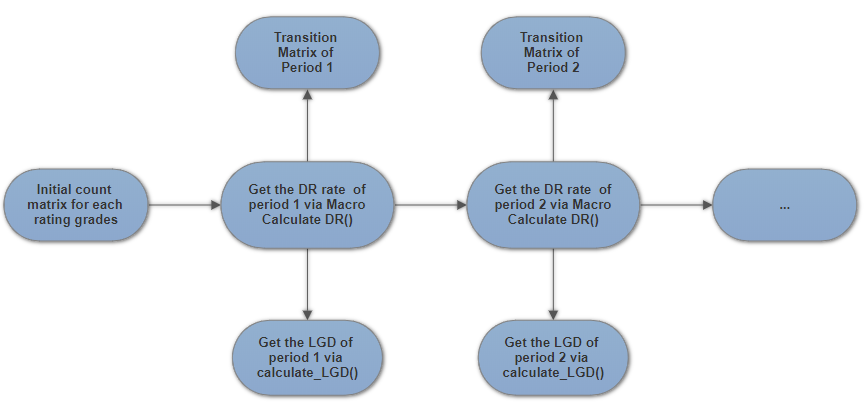 Transition
Matrix of
Period 1
Transition
Matrix of
Period 2
Initial count
matrix for each
rating grades
Get the DR rate of
period 1 via Macro
Calculate DR()
Get the DR rate of
period 2 via Macro
Calculate DR()
...
Get the LGD of
period 1 via
calculate_LGD()
Get the LGD of
period 2 via
calculate_LGD()